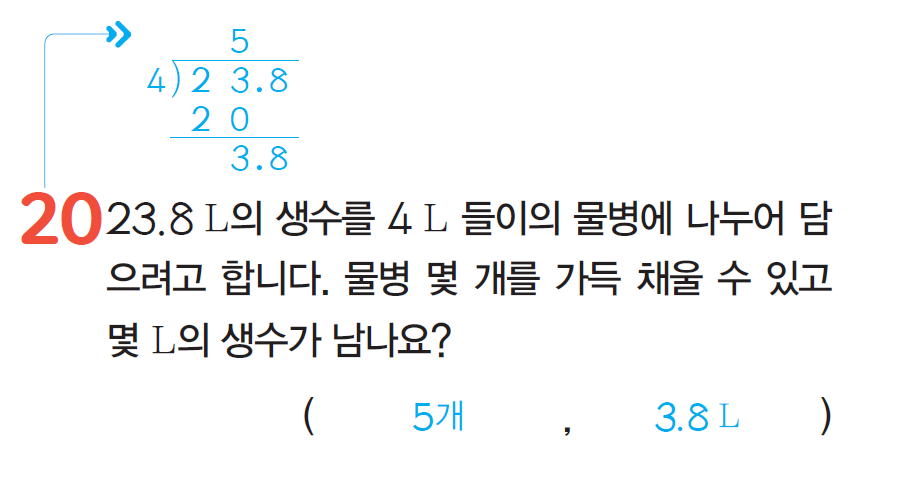 5
4)2 3.8
2 0
3.8
20 23.8 L의 생수를 4 L 들이의 물병에 나누어 담
으려고 합니다. 물병 몇 개를 가득 채울 수 있고
몇 L의 생수가 남나요?
( 5개 , 3.8 L )